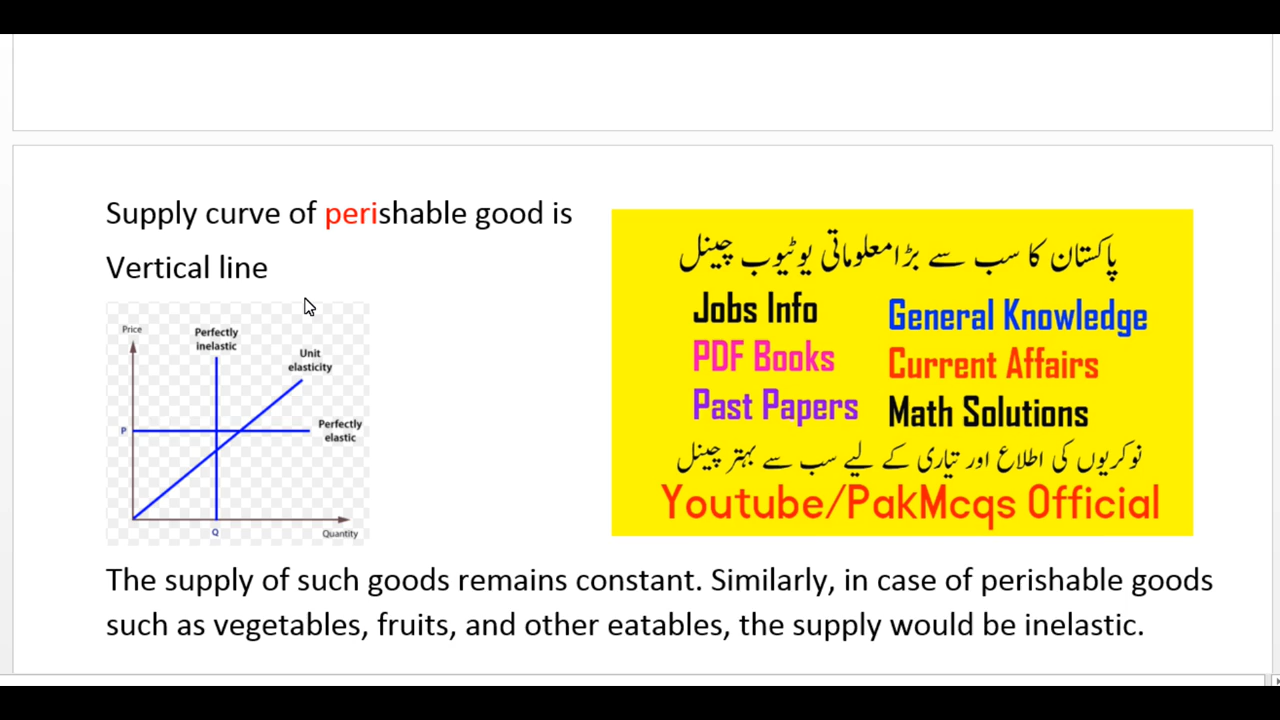 Supply curve of perishable good is
Vertical line
Price
Perfectly
inelastic
Unit
elasticity
P
Perfectly
elastic
Q
Quantity
پاکستان کا سب سے بڑا معلوماتی یوٹیوب چینل
Jobs Info
General Knowledge
PDF Books
Current Affairs
Past Papers
Math Solutions
نوکریوں کی اطلاع اور تیاری کے لیے سب سے بہتر چینل
Youtube/PakMcqs Official
The supply of such goods remains constant. Similarly, in case of perishable goods
such as vegetables, fruits, and other eatables, the supply would be inelastic.